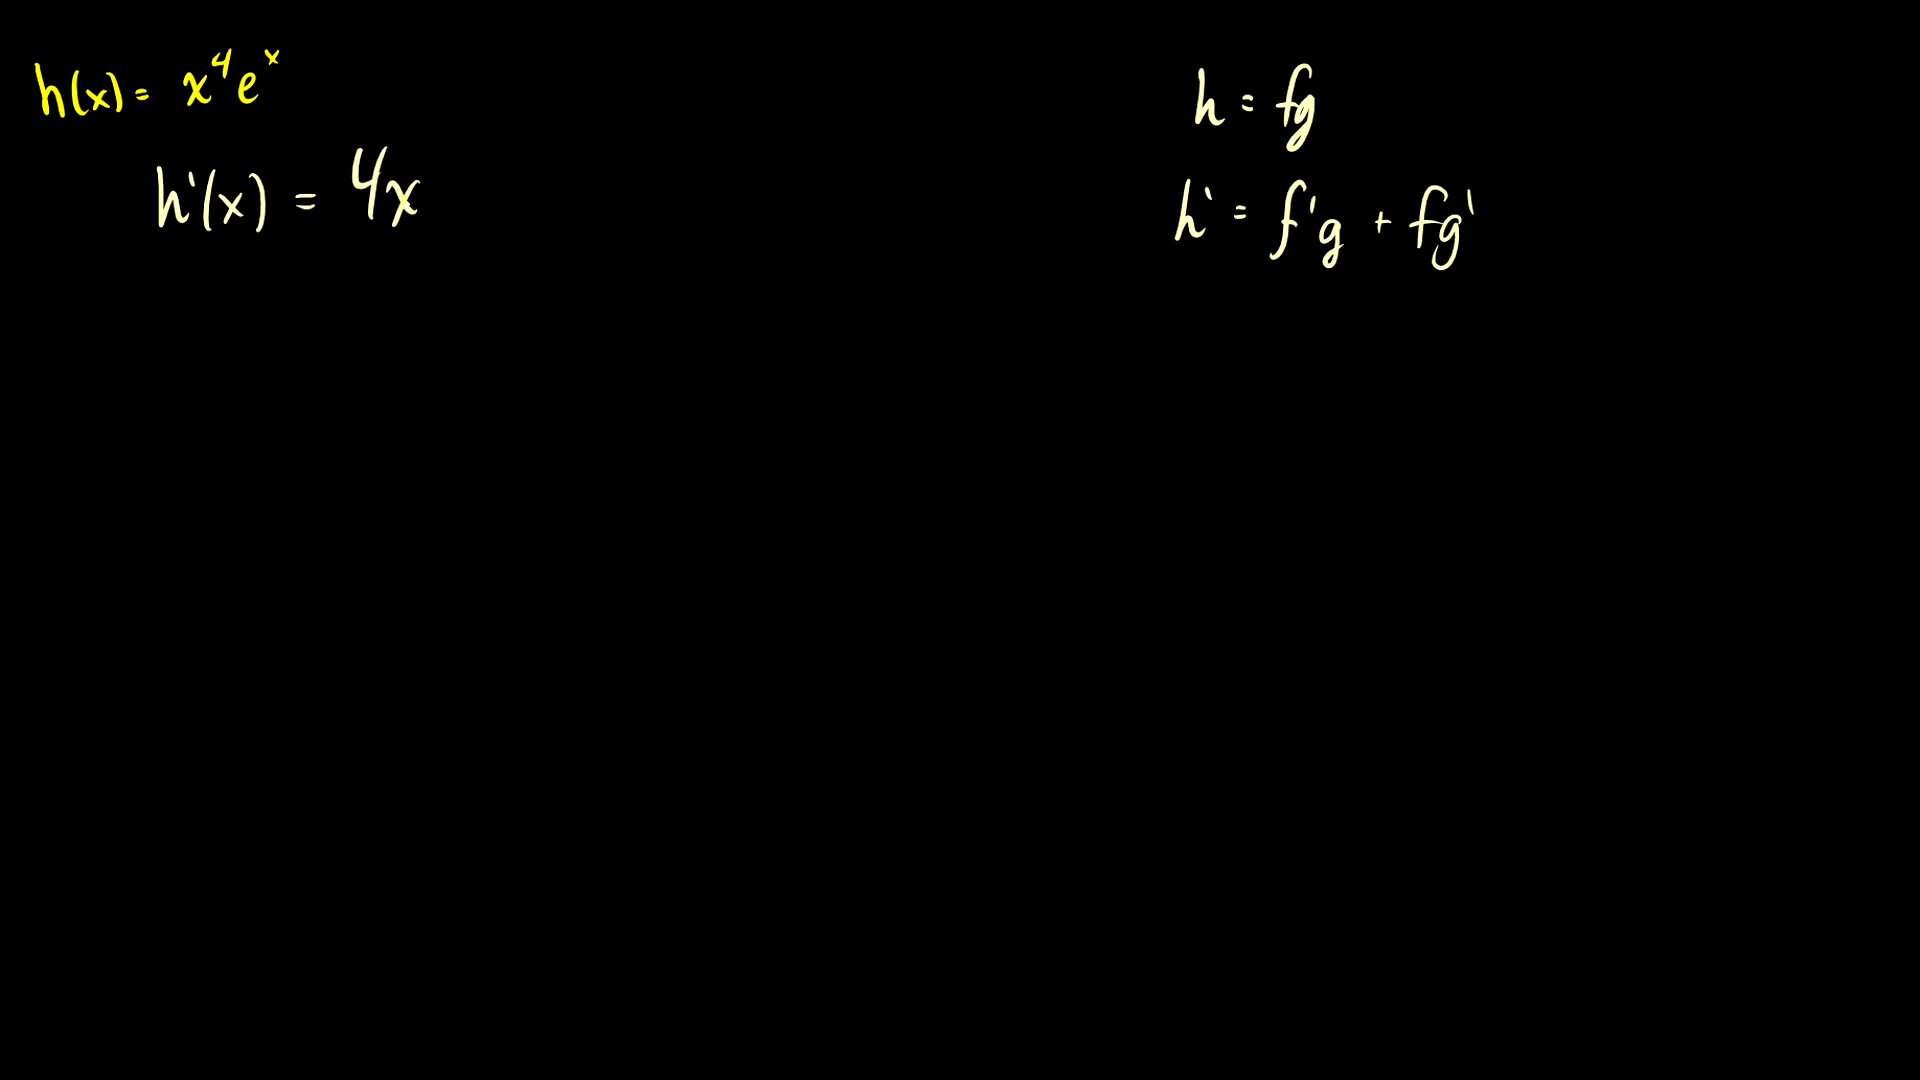 h(x) = x⁴eˣ
h'(x) = 4x
h = fg
h' = f'g + fg'